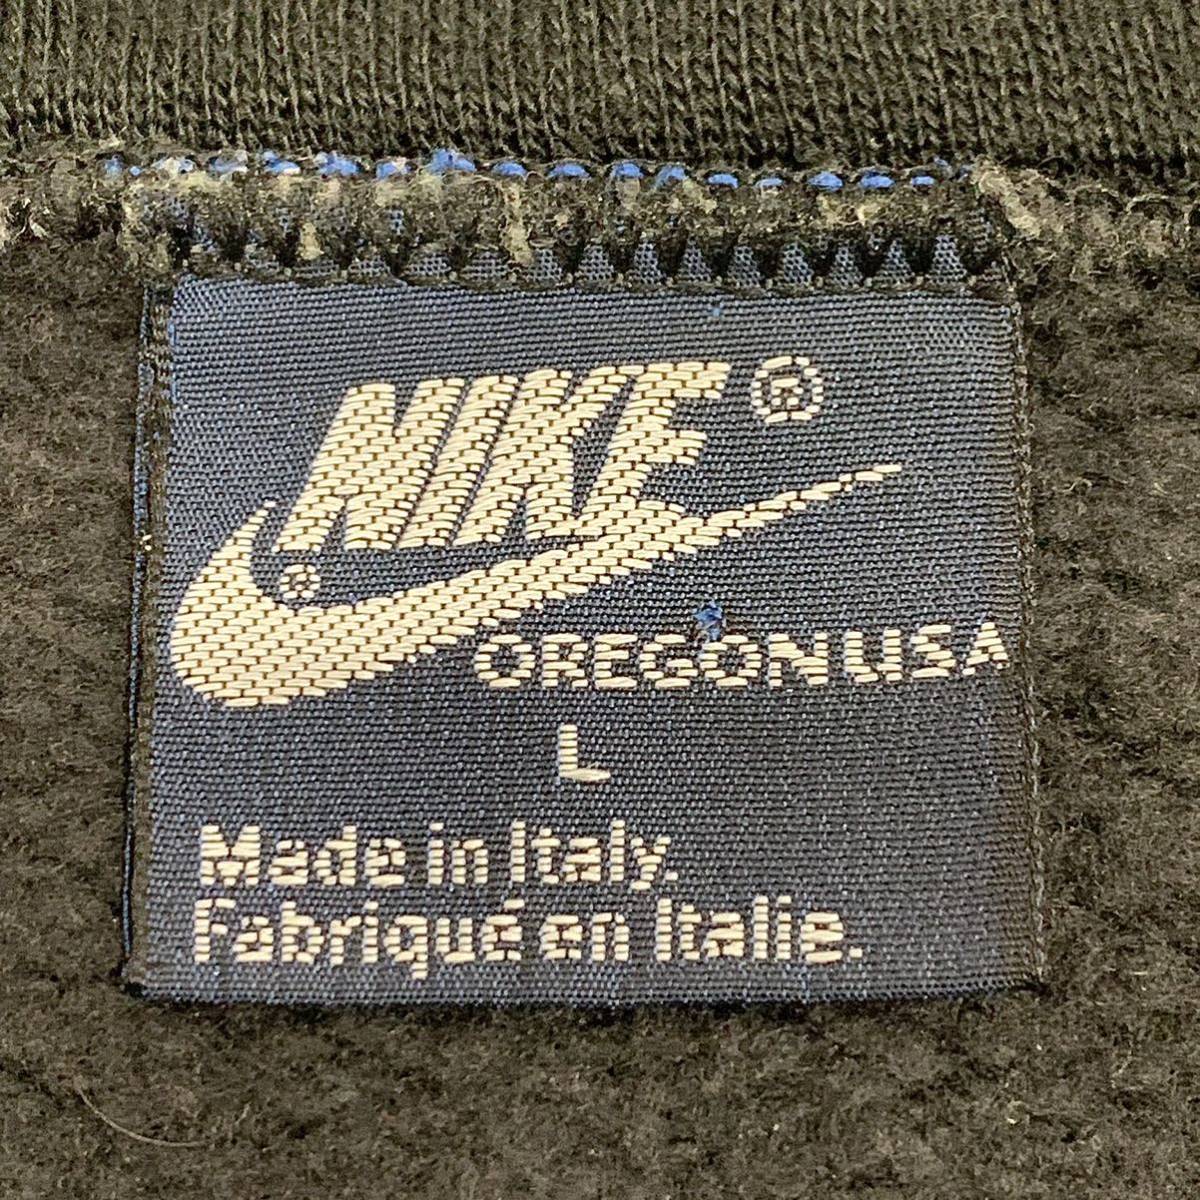 NIKE®
®
OREGON USA
L
Made in Italy.
Fabriqué en Italie.